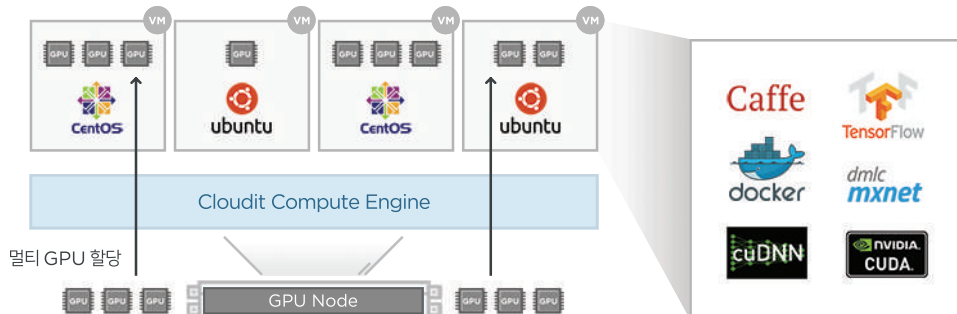 VM VM VM VM
GPU GPU GPU GPU GPU GPU GPU GPU GPU
CentOS ubuntu CentOS ubuntu
Cloudit Compute Engine
멀티 GPU 할당
GPU GPU GPU GPU Node GPU GPU GPU
Caffe TensorFlow
docker dmlc
mxnet
cuDNN NVIDIA.
CUDA.